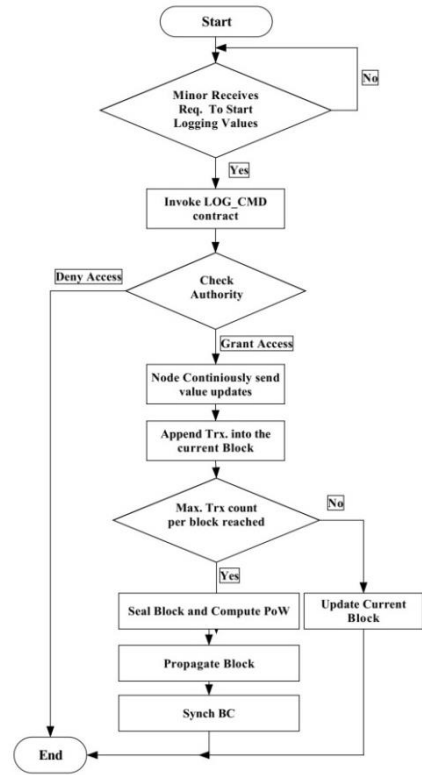 Start
No
Minor Receives
Req. To Start
Logging Values
Yes
Invoke LOG_CMD
contract
Deny Access
Check
Authority
Grant Access
Node Continiously send
value updates
Append Trx. into the
current Block
No
Max. Trx count
per block reached
Yes
Seal Block and Compute PoW
Update Current
Block
Propagate Block
Synch BC
End